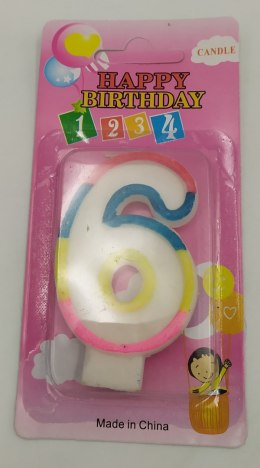 CANDLE
HAPPY
BIRTHDAY
1 2 3 4
6
Made in China